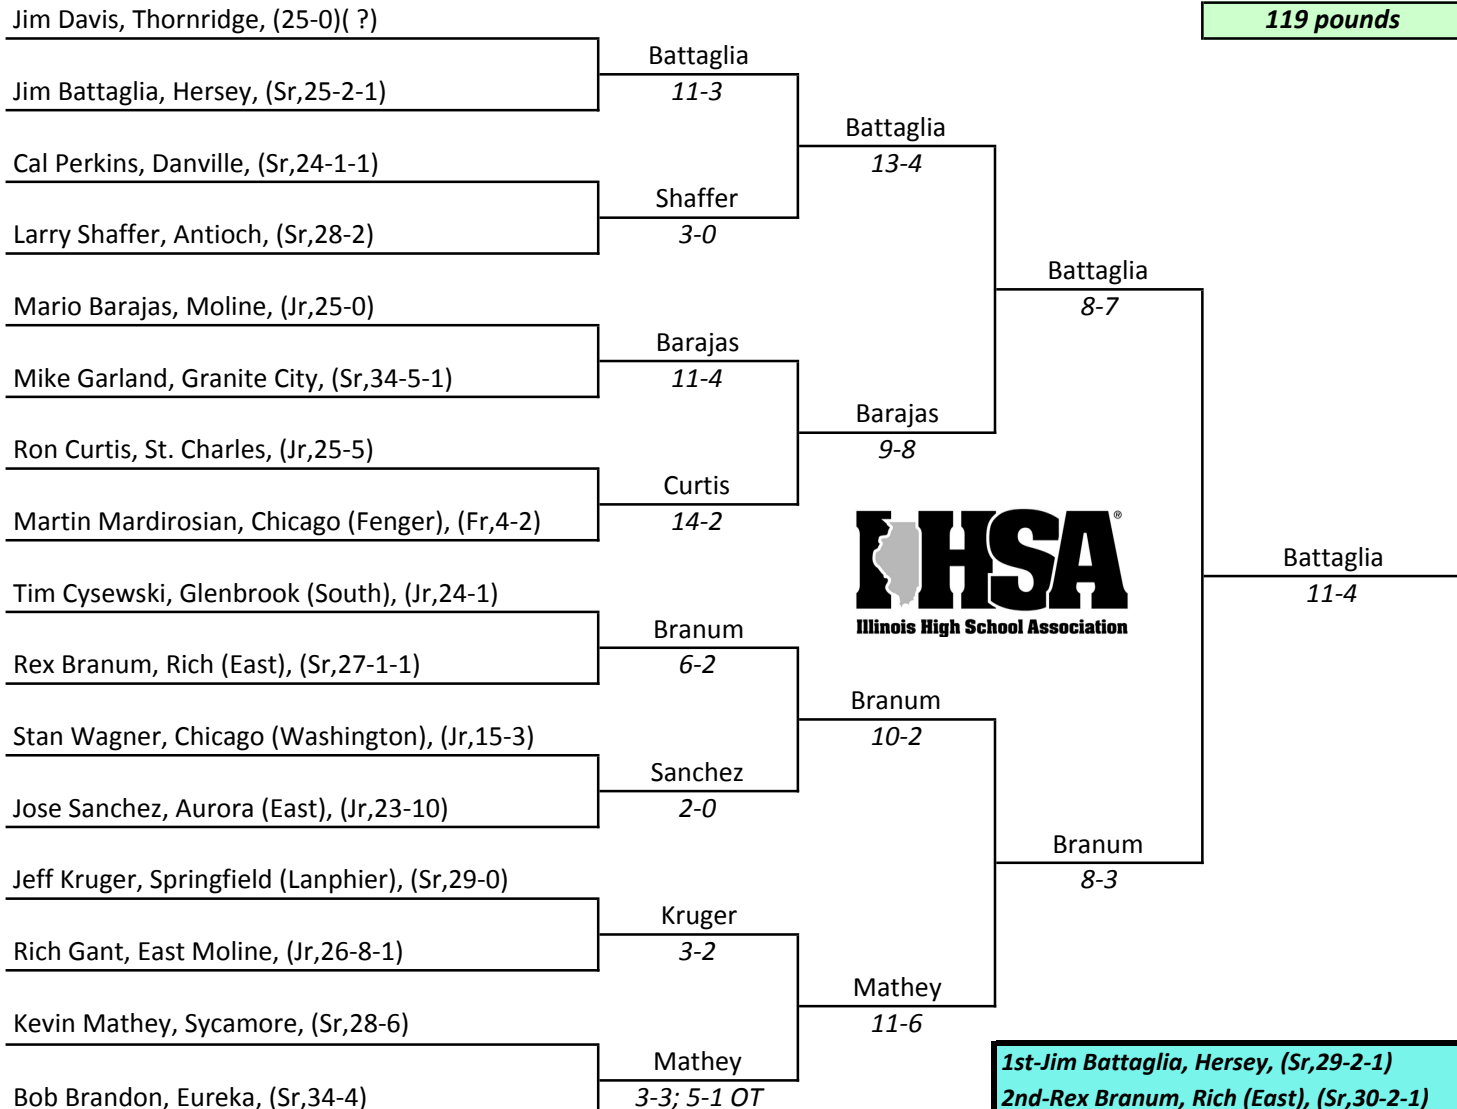 Jim Davis, Thornridge, (25-0)( ?)
119 pounds
Battaglia
Jim Battaglia, Hersey, (Sr,25-2-1)
11-3
Battaglia
Cal Perkins, Danville, (Sr,24-1-1)
13-4
Shaffer
Larry Shaffer, Antioch, (Sr,28-2)
3-0
Battaglia
Mario Barajas, Moline, (Jr,25-0)
8-7
Barajas
Mike Garland, Granite City, (Sr,34-5-1)
11-4
Barajas
Ron Curtis, St. Charles, (Jr,25-5)
9-8
Curtis
Martin Mardirosian, Chicago (Fenger), (Fr,4-2)
14-2
IHSA®
Illinois High School Association
Battaglia
Tim Cysewski, Glenbrook (South), (Jr,24-1)
11-4
Branum
Rex Branum, Rich (East), (Sr,27-1-1)
6-2
Branum
Stan Wagner, Chicago (Washington), (Jr,15-3)
10-2
Sanchez
Jose Sanchez, Aurora (East), (Jr,23-10)
2-0
Branum
Jeff Kruger, Springfield (Lanphier), (Sr,29-0)
8-3
Kruger
Rich Gant, East Moline, (Jr,26-8-1)
3-2
Mathey
Kevin Mathey, Sycamore, (Sr,28-6)
11-6
Mathey
Bob Brandon, Eureka, (Sr,34-4)
3-3; 5-1 OT
1st-Jim Battaglia, Hersey, (Sr,29-2-1)
2nd-Rex Branum, Rich (East), (Sr,30-2-1)